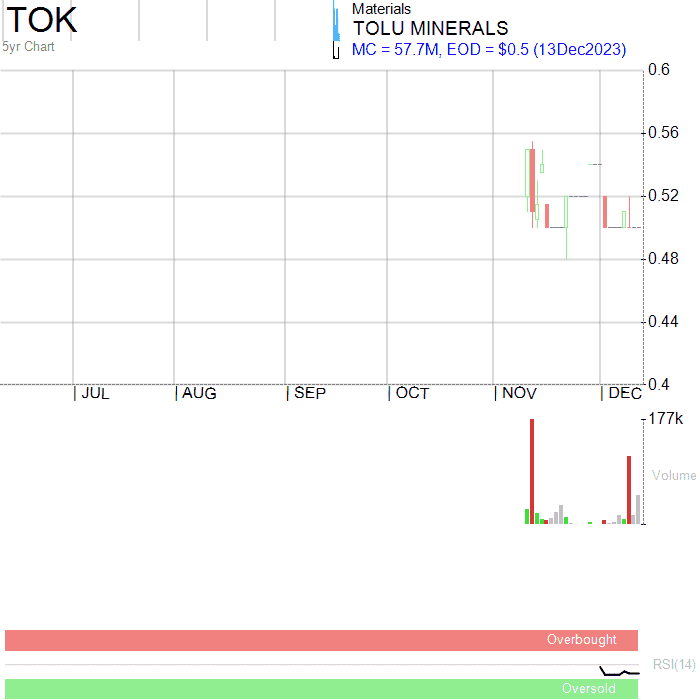 TOK
5yr Chart
Materials
TOLU MINERALS
MC = 57.7M, EOD = $0.5 (13Dec2023)
0.6
0.56
0.52
0.48
0.44
0.4
JUL AUG SEP OCT NOV DEC
177k
Volume
Overbought
RSI(14)
Oversold